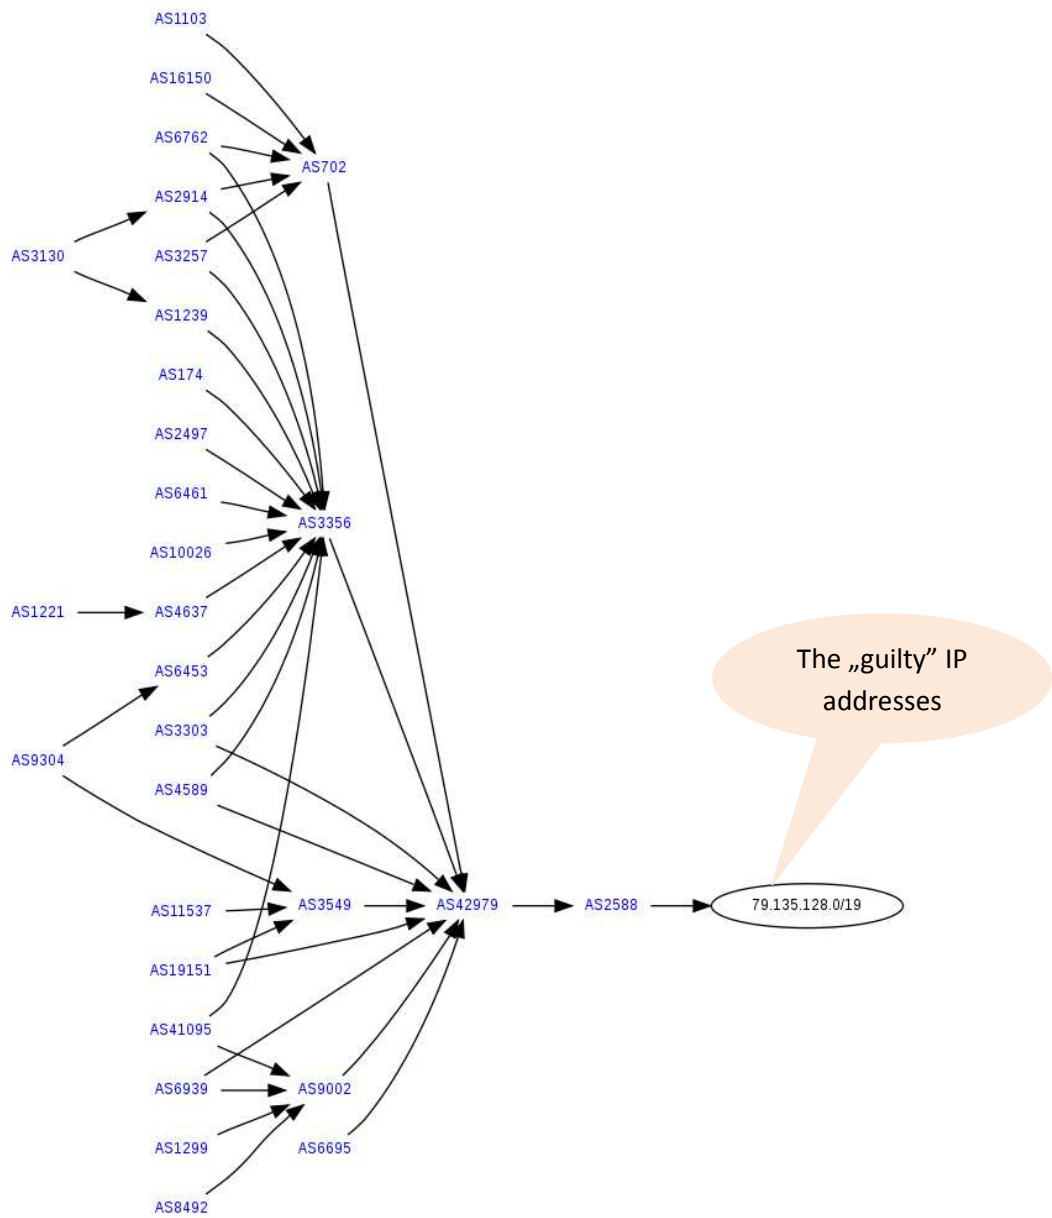 AS1103
AS16150
AS6762
AS702
AS2914
AS3130
AS3257
AS1239
AS174
AS2497
AS6461
AS3356
AS10026
AS1221
AS4637
The „guilty” IP
addresses
AS6453
AS3303
AS9304
AS4589
AS11537
AS3549
AS42979
AS2588
79.135.128.0/19
AS19151
AS41095
AS6939
AS9002
AS1299
AS6695
AS8492